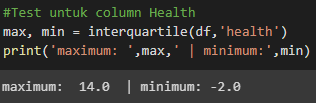 #Test untuk column Health
max, min = interquartile(df,'health')
print('maximum: ',max,' | minimum:',min)
maximum:  14.0  | minimum: -2.0